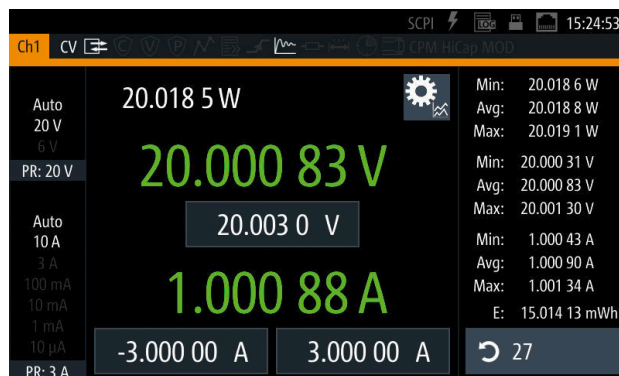 SCPI LOG 15:24:53
Ch1 CV C V P CPM HiCap MOD
Auto
20 V
6 V
PR: 20 V
Auto
10 A
3 A
100 mA
10 mA
1 mA
10 µA
PR: 3 A
20.018 5 W
20.000 83 V
20.003 0 V
1.000 88 A
-3.000 00 A
3.000 00 A
Min: 20.018 6 W
Avg: 20.018 8 W
Max: 20.019 1 W
Min: 20.000 31 V
Avg: 20.000 83 V
Max: 20.001 30 V
Min: 1.000 43 A
Avg: 1.000 90 A
Max: 1.001 34 A
E: 15.014 13 mWh
27